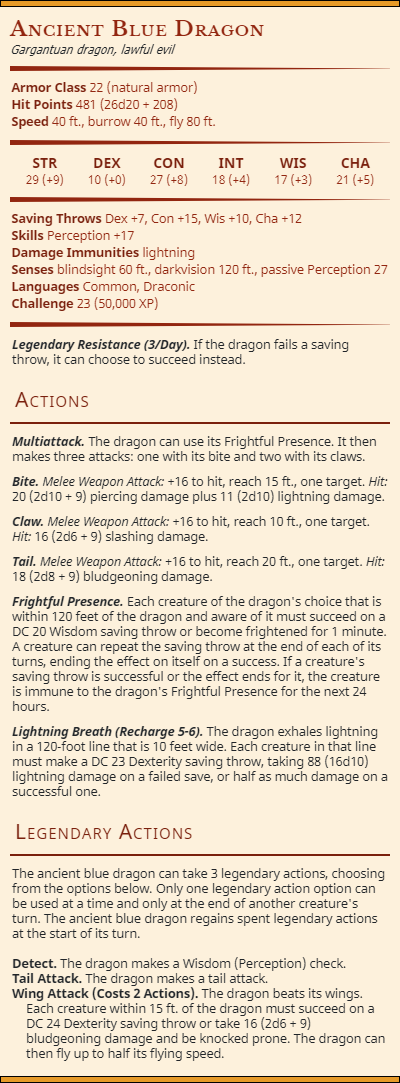 Ancient Blue Dragon
Gargantuan dragon, lawful evil
Armor Class 22 (natural armor)
Hit Points 481 (26d20 + 208)
Speed 40 ft., burrow 40 ft., fly 80 ft.
STR DEX CON INT WIS CHA
29 (+9) 10 (+0) 27 (+8) 18 (+4) 17 (+3) 21 (+5)
Saving Throws Dex +7, Con +15, Wis +10, Cha +12
Skills Perception +17
Damage Immunities lightning
Senses blindsight 60 ft., darkvision 120 ft., passive Perception 27
Languages Common, Draconic
Challenge 23 (50,000 XP)
Legendary Resistance (3/Day). If the dragon fails a saving
throw, it can choose to succeed instead.
Actions
Multiattack. The dragon can use its Frightful Presence. It then
makes three attacks: one with its bite and two with its claws.
Bite. Melee Weapon Attack: +16 to hit, reach 15 ft., one target. Hit:
20 (2d10 + 9) piercing damage plus 11 (2d10) lightning damage.
Claw. Melee Weapon Attack: +16 to hit, reach 10 ft., one target.
Hit: 16 (2d6 + 9) slashing damage.
Tail. Melee Weapon Attack: +16 to hit, reach 20 ft., one target. Hit:
18 (2d8 + 9) bludgeoning damage.
Frightful Presence. Each creature of the dragon's choice that is
within 120 feet of the dragon and aware of it must succeed on a
DC 20 Wisdom saving throw or become frightened for 1 minute.
A creature can repeat the saving throw at the end of each of its
turns, ending the effect on itself on a success. If a creature's
saving throw is successful or the effect ends for it, the creature
is immune to the dragon's Frightful Presence for the next 24
hours.
Lightning Breath (Recharge 5-6). The dragon exhales lightning
in a 120-foot line that is 10 feet wide. Each creature in that line
must make a DC 23 Dexterity saving throw, taking 88 (16d10)
lightning damage on a failed save, or half as much damage on a
successful one.
Legendary Actions
The ancient blue dragon can take 3 legendary actions, choosing
from the options below. Only one legendary action option can
be used at a time and only at the end of another creature's
turn. The ancient blue dragon regains spent legendary actions
at the start of its turn.
Detect. The dragon makes a Wisdom (Perception) check.
Tail Attack. The dragon makes a tail attack.
Wing Attack (Costs 2 Actions). The dragon beats its wings.
Each creature within 15 ft. of the dragon must succeed on a
DC 24 Dexterity saving throw or take 16 (2d6 + 9)
bludgeoning damage and be knocked prone. The dragon can
then fly up to half its flying speed.